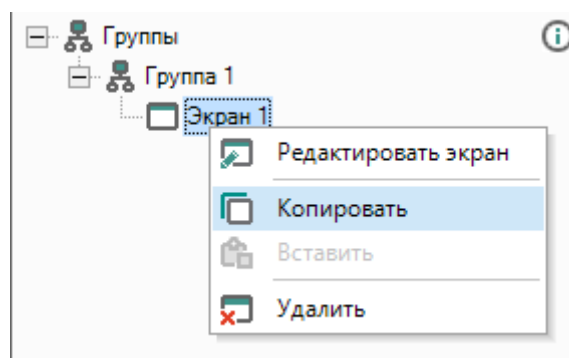 Группы
Группа 1
Экран 1
Редактировать экран
Копировать
Вставить
Удалить